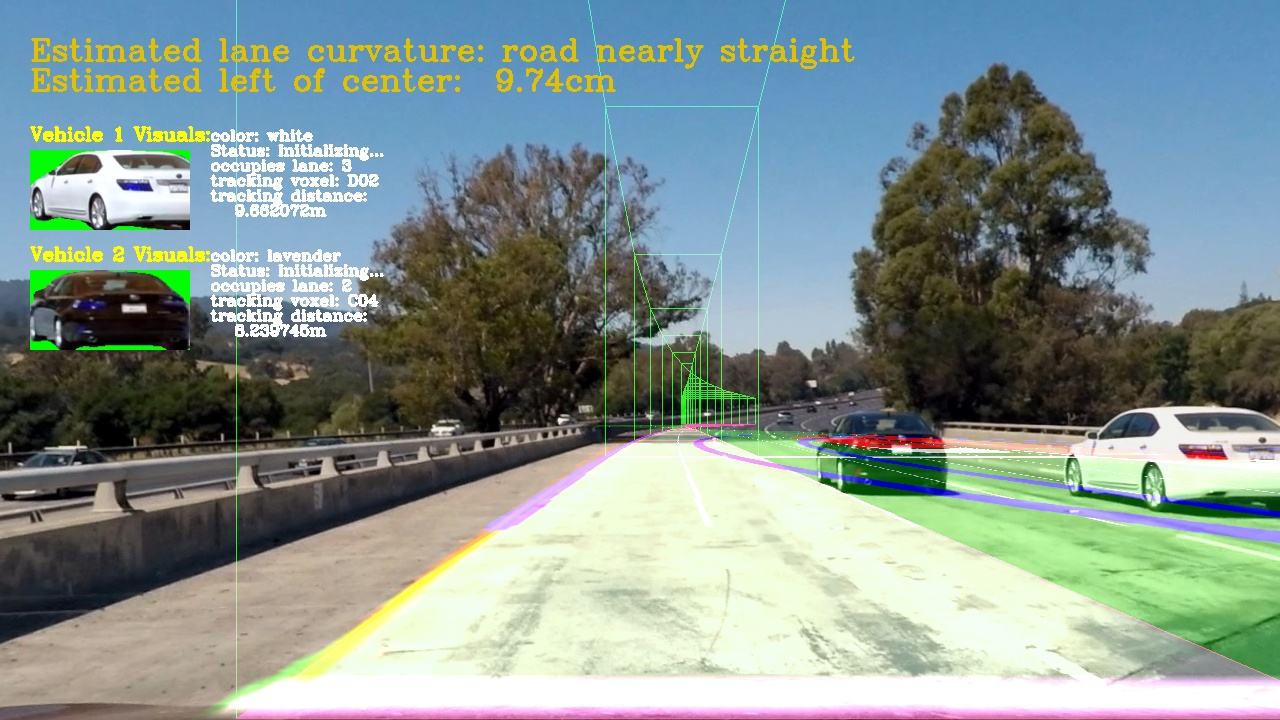 Estimated lane curvature: road nearly straight
Estimated left of center: 9.74cm
Vehicle 1 Visuals:
color: white
Status: Initializing...
occupies lane: 3
tracking voxel: D02
tracking distance:
9.662072m
Vehicle 2 Visuals:
color: lavender
Status: Initializing...
occupies lane: 2
tracking voxel: C04
tracking distance:
6.239746m